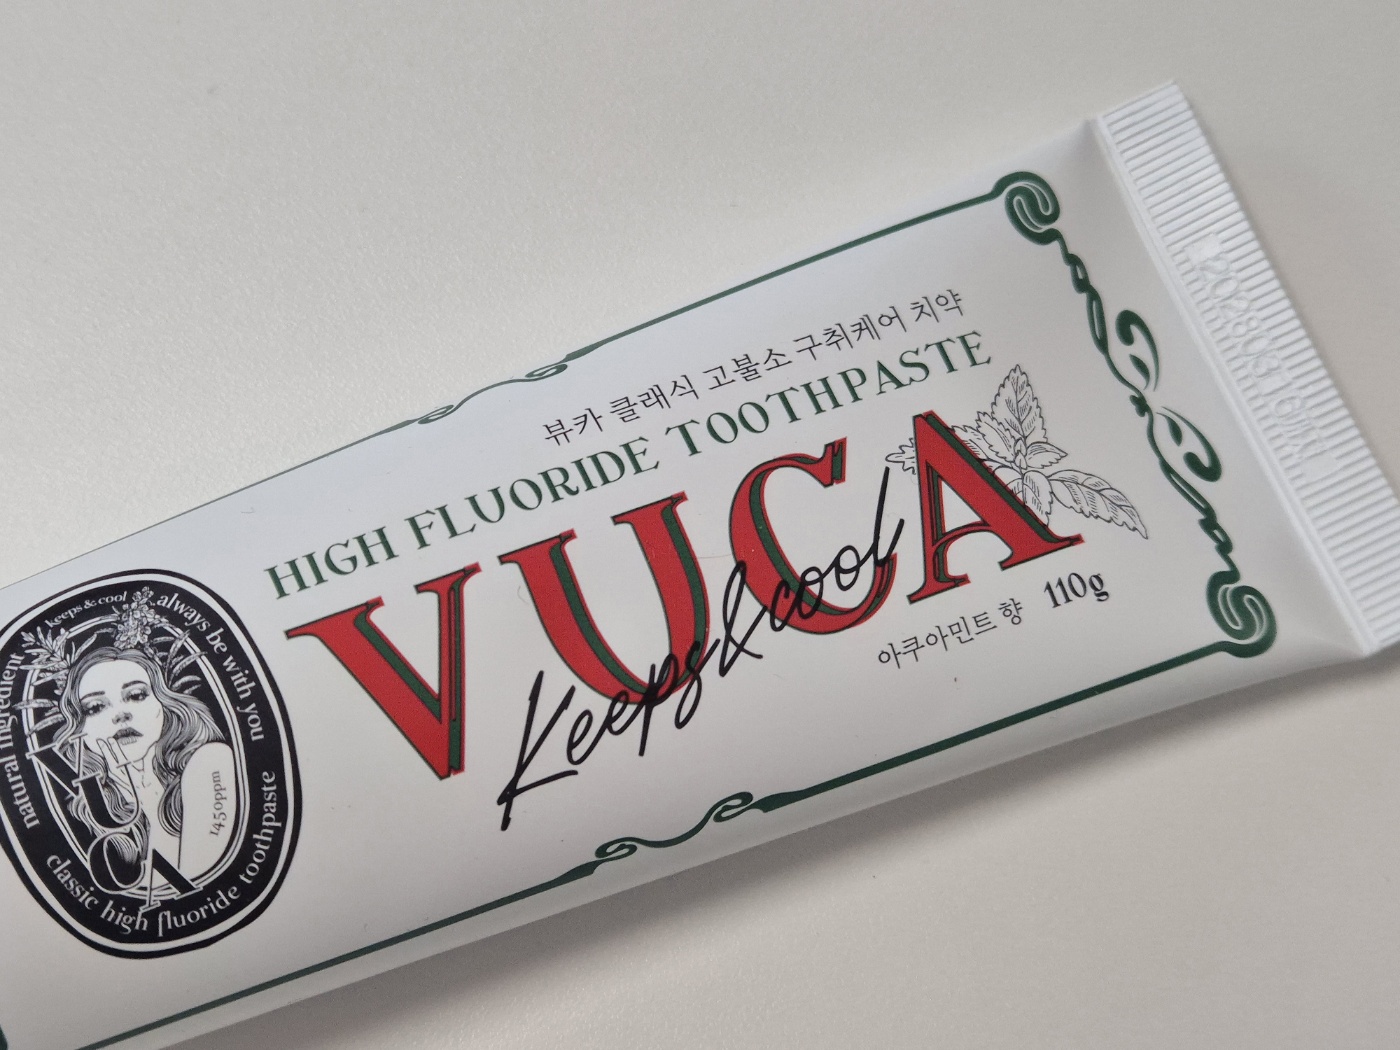 뷰카 클래식 고불소 구취케어 치약
HIGH FLUORIDE TOOTHPASTE
VUCA
Keeps&cool
아쿠아민트 향 110g
keeps & cool
always be with you
natural ingredient
VUCA
1450ppm
classic high fluoride toothpaste